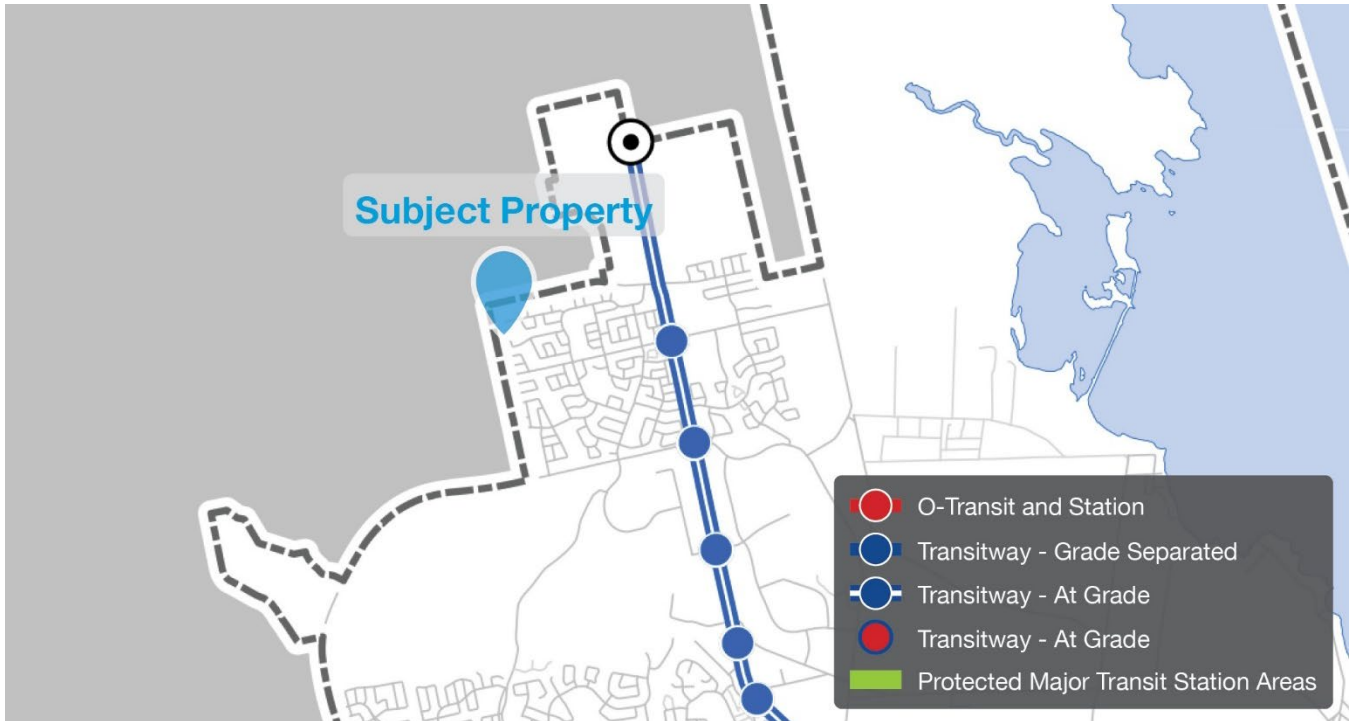 Subject Property
O-Transit and Station
Transitway - Grade Separated
Transitway - At Grade
Transitway - At Grade
Protected Major Transit Station Areas